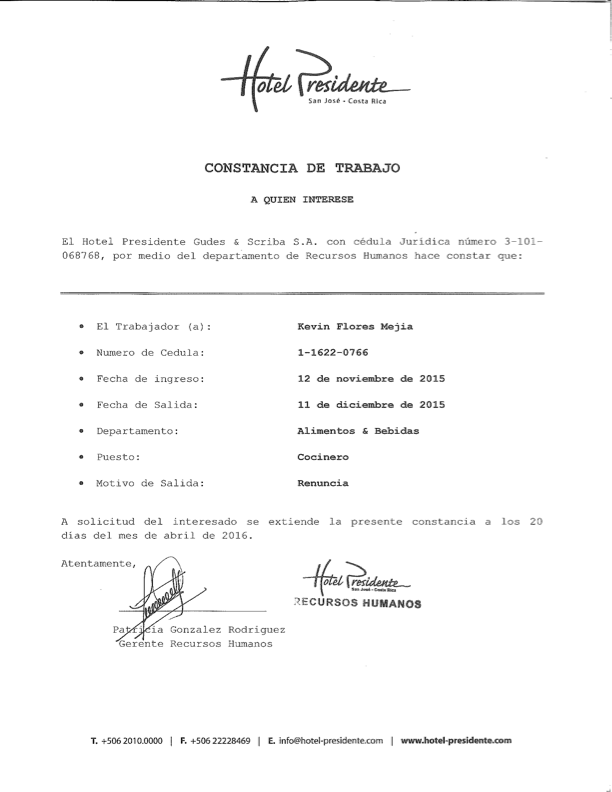 Hotel Presidente
San José - Costa Rica
CONSTANCIA DE TRABAJO
A QUIEN INTERESE
El Hotel Presidente Gudes & Scriba S.A. con cédula Juridica número 3-101-
068768, por medio del departamento de Recursos Humanos hace constar que:
• El Trabajador (a): Kevin Flores Mejia
• Numero de Cedula: 1-1622-0766
• Fecha de ingreso: 12 de noviembre de 2015
• Fecha de Salida: 11 de diciembre de 2015
• Departamento: Alimentos & Bebidas
• Puesto: Cocinero
• Motivo de Salida: Renuncia
A solicitud del interesado se extiende la presente constancia a los 20
dias del mes de abril de 2016.
Atentamente,
Hotel Presidente
San José - Costa Rica
RECURSOS HUMANOS
Patricia Gonzalez Rodriguez
Gerente Recursos Humanos
T. +506 2010.0000 | F. +506 22228469 | E. info@hotel-presidente.com | www.hotel-presidente.com